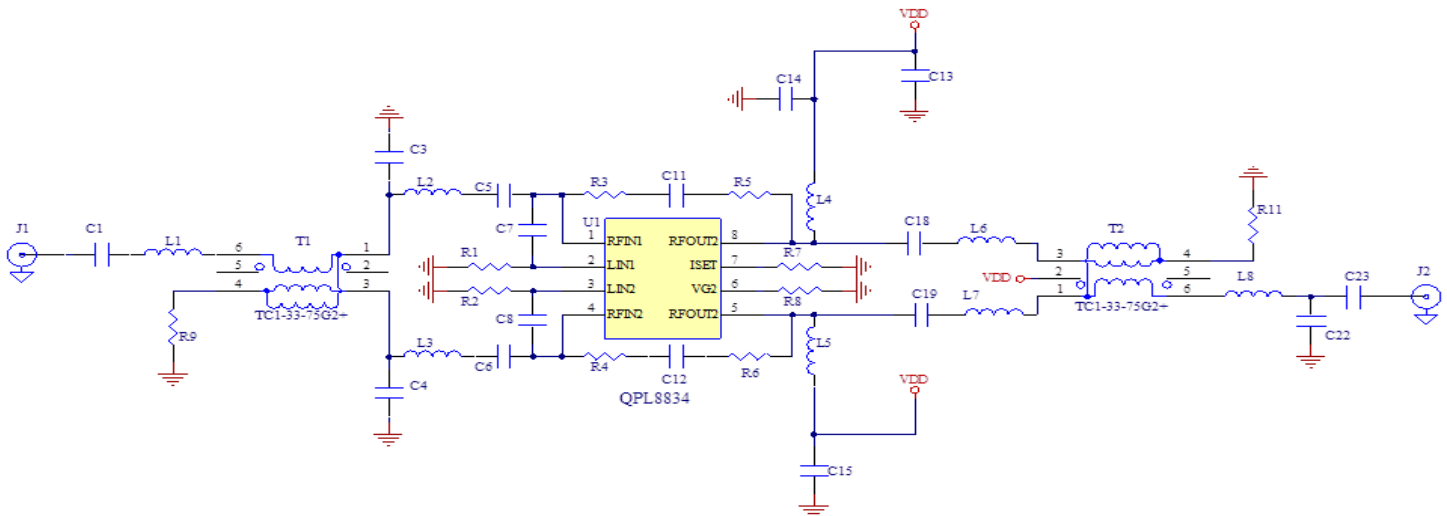 VDD
C14
C13
C3
L2
C5
R3
C11
R5
L4
C7
U1
C18
L6
R11
J1
C1
L1
6
T1
1
5
2
4
3
TC1-33-75G2+
R9
R1
R2
C8
1
RFIN1
RFOUT2
8
2
LIN1
ISET
7
3
LIN2
VG2
6
4
RFIN2
RFOUT2
5
R7
R8
C19
L7
3
T2
4
VDD
2
5
1
6
TC1-33-75G2+
L8
C23
J2
C22
L3
C6
R4
C12
R6
L5
C4
QPL8834
VDD
C15